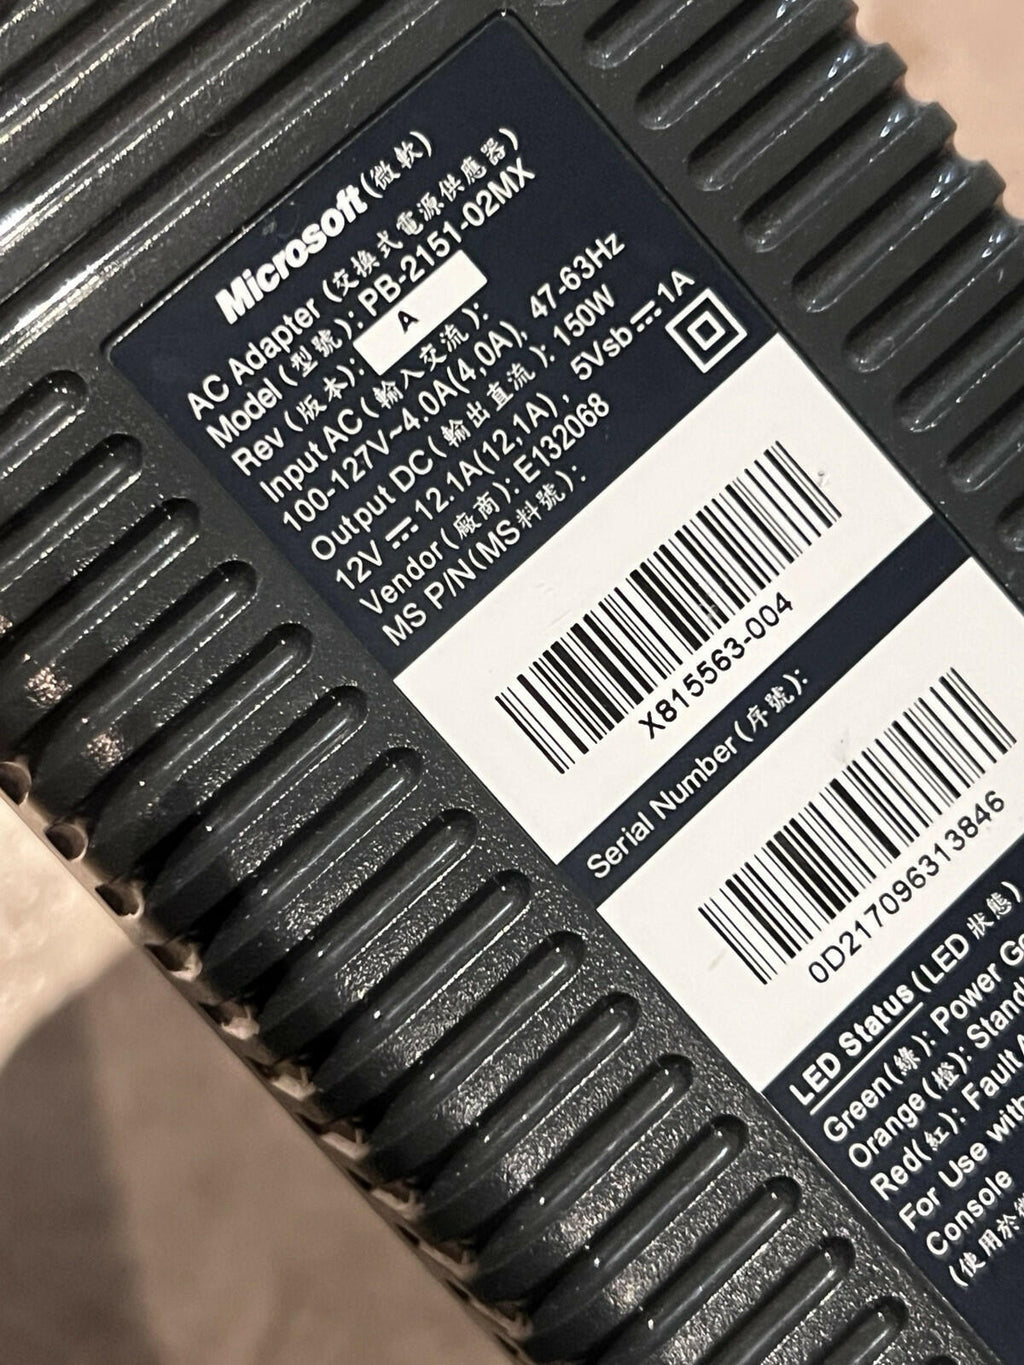 Microsoft(微軟)
AC Adapter (交換式電源供應器)
Model (型號): PB-2151-02MX
Rev (版本): A
Input AC (輸入交流):
100-127V~4.0A(4,0A), 47-63Hz
Output DC (輸出直流): 150W
12V⎓12.1A(12,1A), 5Vsb⎓1A
Vendor (廠商): E132068
MS P/N(MS料號):
X815563-004
Serial Number (序號):
0D217096313846
LED Status(LED 狀態)
Green(綠): Power
Orange(橙):
Red(紅): Fault
For Use with
Console
(使用於